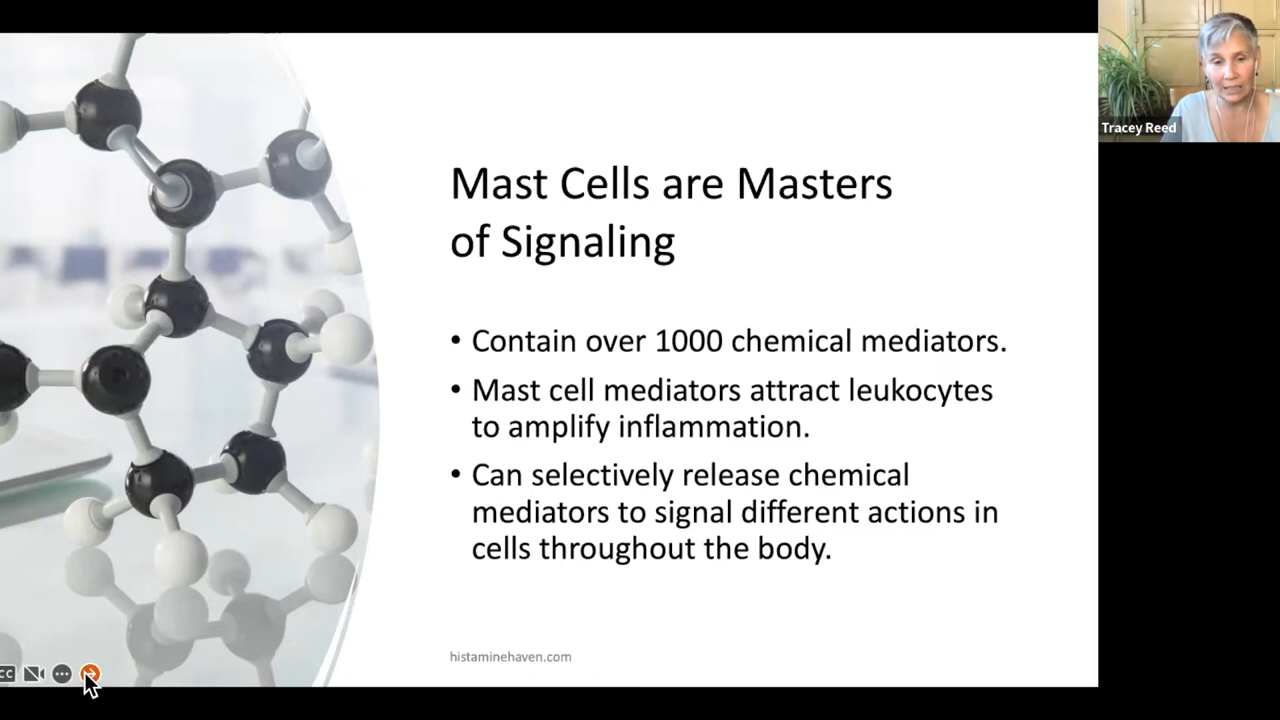 Tracey Reed
Mast Cells are Masters
of Signaling
• Contain over 1000 chemical mediators.
• Mast cell mediators attract leukocytes
to amplify inflammation.
• Can selectively release chemical
mediators to signal different actions in
cells throughout the body.
histaminehaven.com
CC